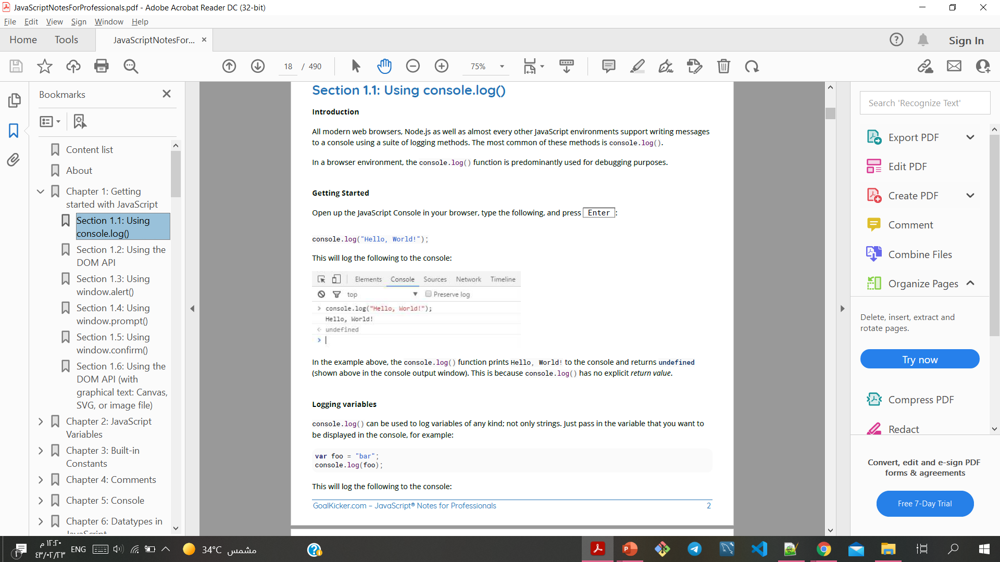 JavaScriptNotesForProfessionals.pdf - Adobe Acrobat Reader DC (32-bit)
File Edit View Sign Window Help
Home Tools JavaScriptNotesFor... Sign In
18 / 490 75%
Bookmarks
Content list
About
Chapter 1: Getting
started with JavaScript
Section 1.1: Using
console.log()
Section 1.2: Using the
DOM API
Section 1.3: Using
window.alert()
Section 1.4: Using
window.prompt()
Section 1.5: Using
window.confirm()
Section 1.6: Using the
DOM API (with
graphical text: Canvas,
SVG, or image file)
Chapter 2: JavaScript
Variables
Chapter 3: Built-in
Constants
Chapter 4: Comments
Chapter 5: Console
Chapter 6: Datatypes in
JavaScript
Section 1.1: Using console.log()
Introduction
All modern web browsers, Node.js as well as almost every other JavaScript environments support writing messages
to a console using a suite of logging methods. The most common of these methods is console.log().
In a browser environment, the console.log() function is predominantly used for debugging purposes.
Getting Started
Open up the JavaScript Console in your browser, type the following, and press Enter :
console.log("Hello, World!");
This will log the following to the console:
Elements Console Sources Network Timeline
top Preserve log
console.log("Hello, World!");
Hello, World!
undefined
In the example above, the console.log() function prints Hello, World! to the console and returns undefined
(shown above in the console output window). This is because console.log() has no explicit return value.
Logging variables
console.log() can be used to log variables of any kind; not only strings. Just pass in the variable that you want to
be displayed in the console, for example:
var foo = "bar";
console.log(foo);
This will log the following to the console:
GoalKicker.com – JavaScript® Notes for Professionals 2
Search 'Recognize Text'
Export PDF
Edit PDF
Create PDF
Comment
Combine Files
Organize Pages
Delete, insert, extract and
rotate pages.
Try now
Compress PDF
Redact
Convert, edit and e-sign PDF
forms & agreements
Free 7-Day Trial
١٢:٢٠ م
٤٣/٠٢/٢٣
ENG
34°C مشمس